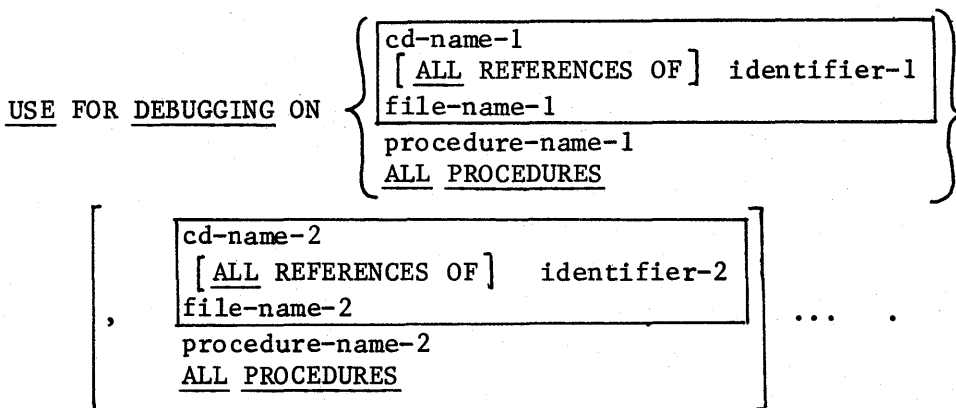 cd-name-1
[ ALL REFERENCES OF ] identifier-1
USE FOR DEBUGGING ON file-name-1
procedure-name-1
ALL PROCEDURES
cd-name-2
[ ALL REFERENCES OF ] identifier-2
file-name-2
, ... .
procedure-name-2
ALL PROCEDURES